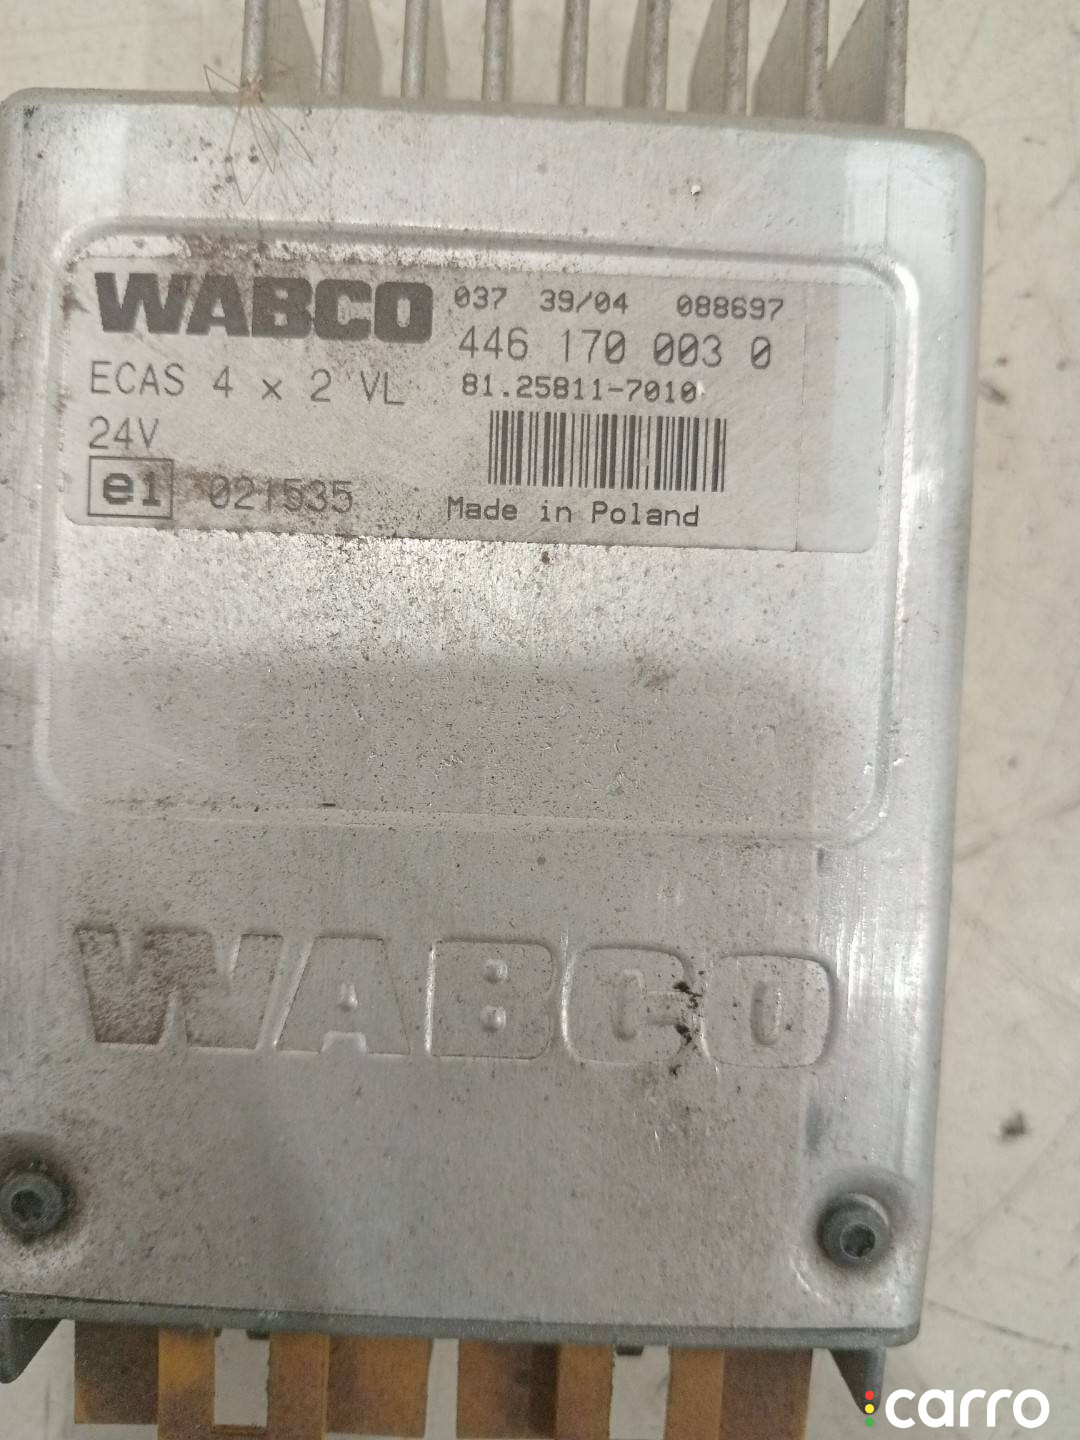 WABCO 037 39/04 088697
446 170 003 0
ECAS 4 x 2 VL 81.25811-7010
24V
e1 021535
Made in Poland
WABCO
carro